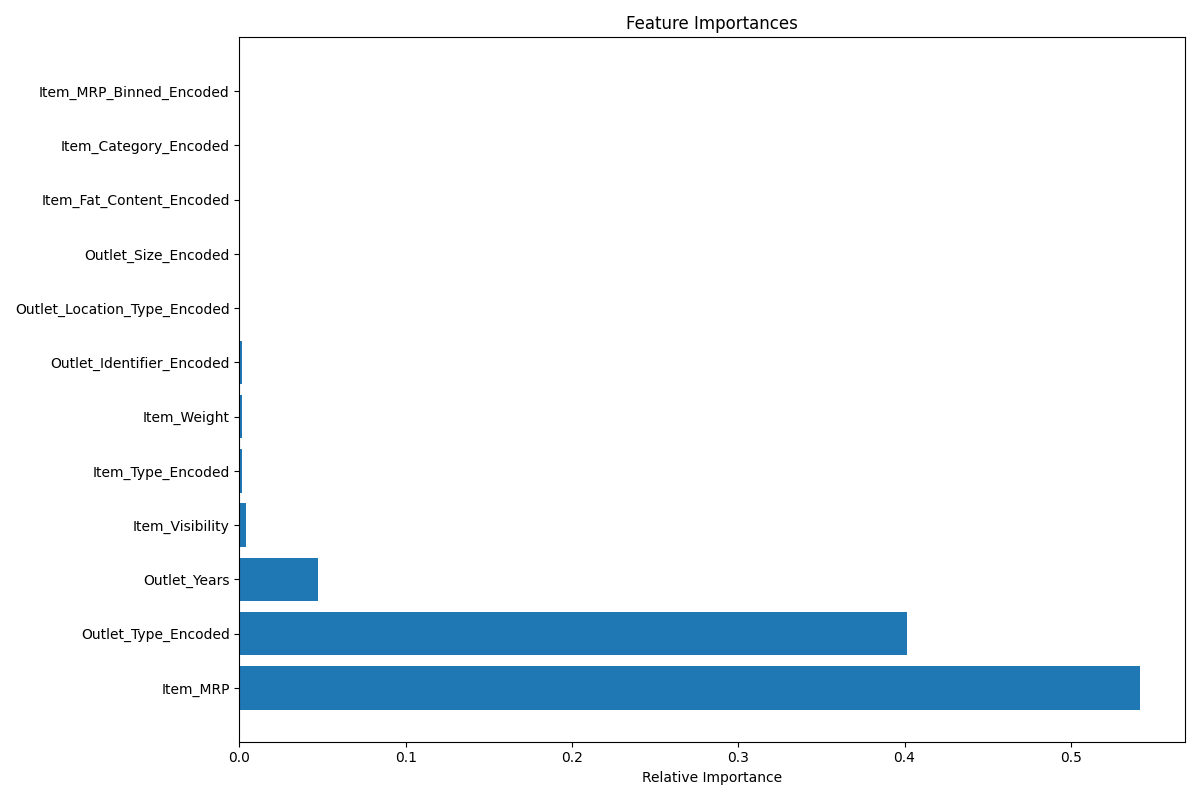 Feature Importances
Item_MRP_Binned_Encoded
Item_Category_Encoded
Item_Fat_Content_Encoded
Outlet_Size_Encoded
Outlet_Location_Type_Encoded
Outlet_Identifier_Encoded
Item_Weight
Item_Type_Encoded
Item_Visibility
Outlet_Years
Outlet_Type_Encoded
Item_MRP
0.0 0.1 0.2 0.3 0.4 0.5
Relative Importance